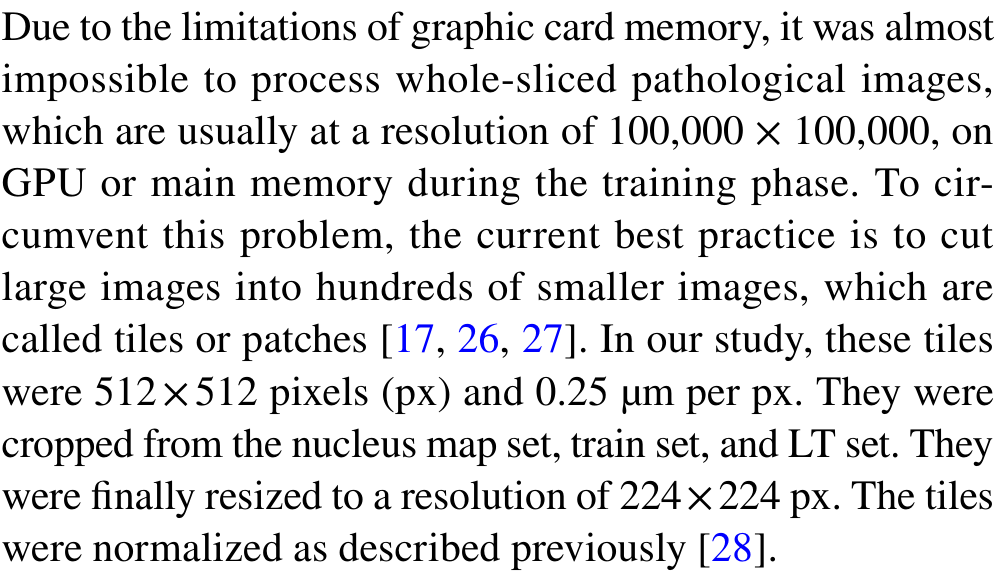 Due to the limitations of graphic card memory, it was almost
impossible to process whole-sliced pathological images,
which are usually at a resolution of 100,000 × 100,000, on
GPU or main memory during the training phase. To cir-
cumvent this problem, the current best practice is to cut
large images into hundreds of smaller images, which are
called tiles or patches [17, 26, 27]. In our study, these tiles
were 512×512 pixels (px) and 0.25 μm per px. They were
cropped from the nucleus map set, train set, and LT set. They
were finally resized to a resolution of 224×224 px. The tiles
were normalized as described previously [28].